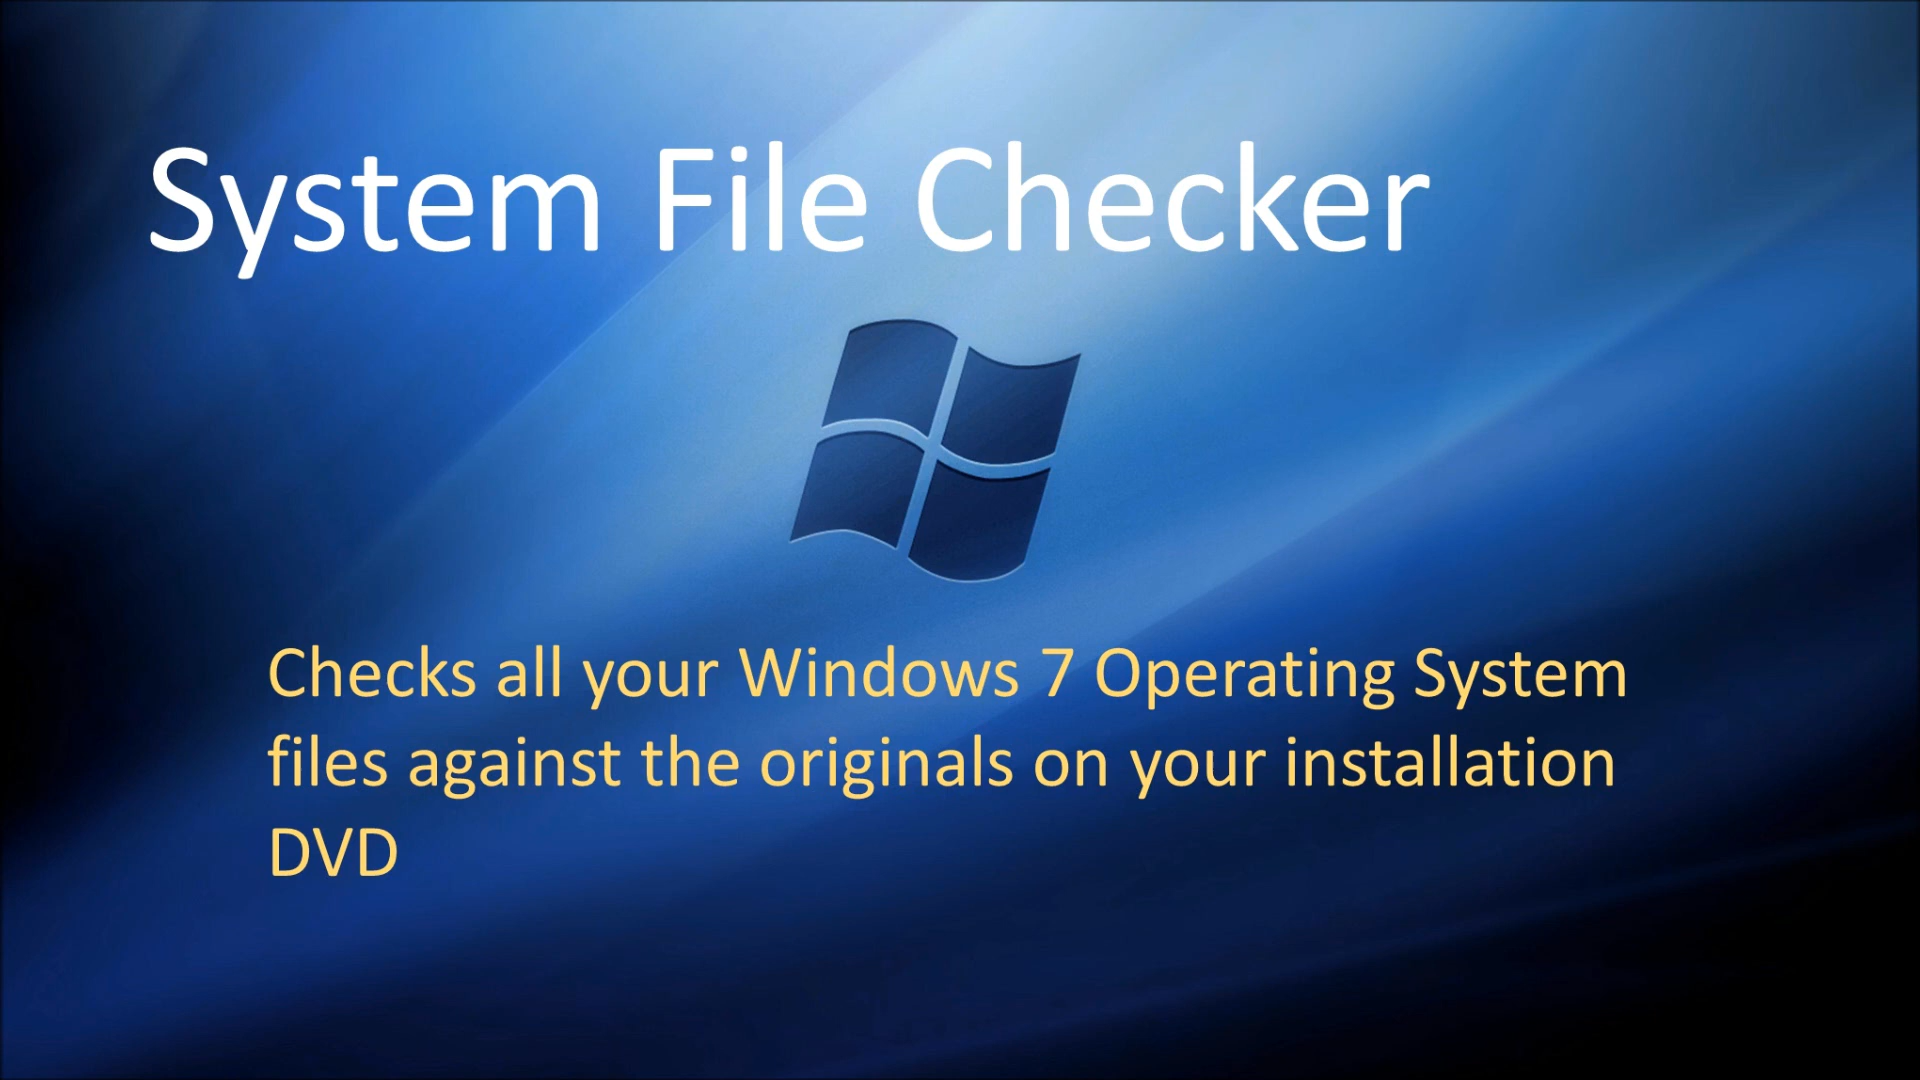 System File Checker
Checks all your Windows 7 Operating System
files against the originals on your installation
DVD